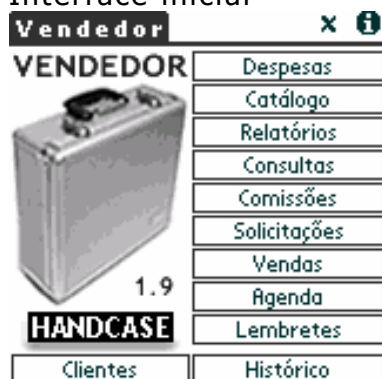 Interface Inicial
Vendedor
VENDEDOR
Despesas
Catálogo
Relatórios
Consultas
Comissões
Solicitações
Vendas
1.9
Agenda
HANDCASE
Lembretes
Clientes
Histórico